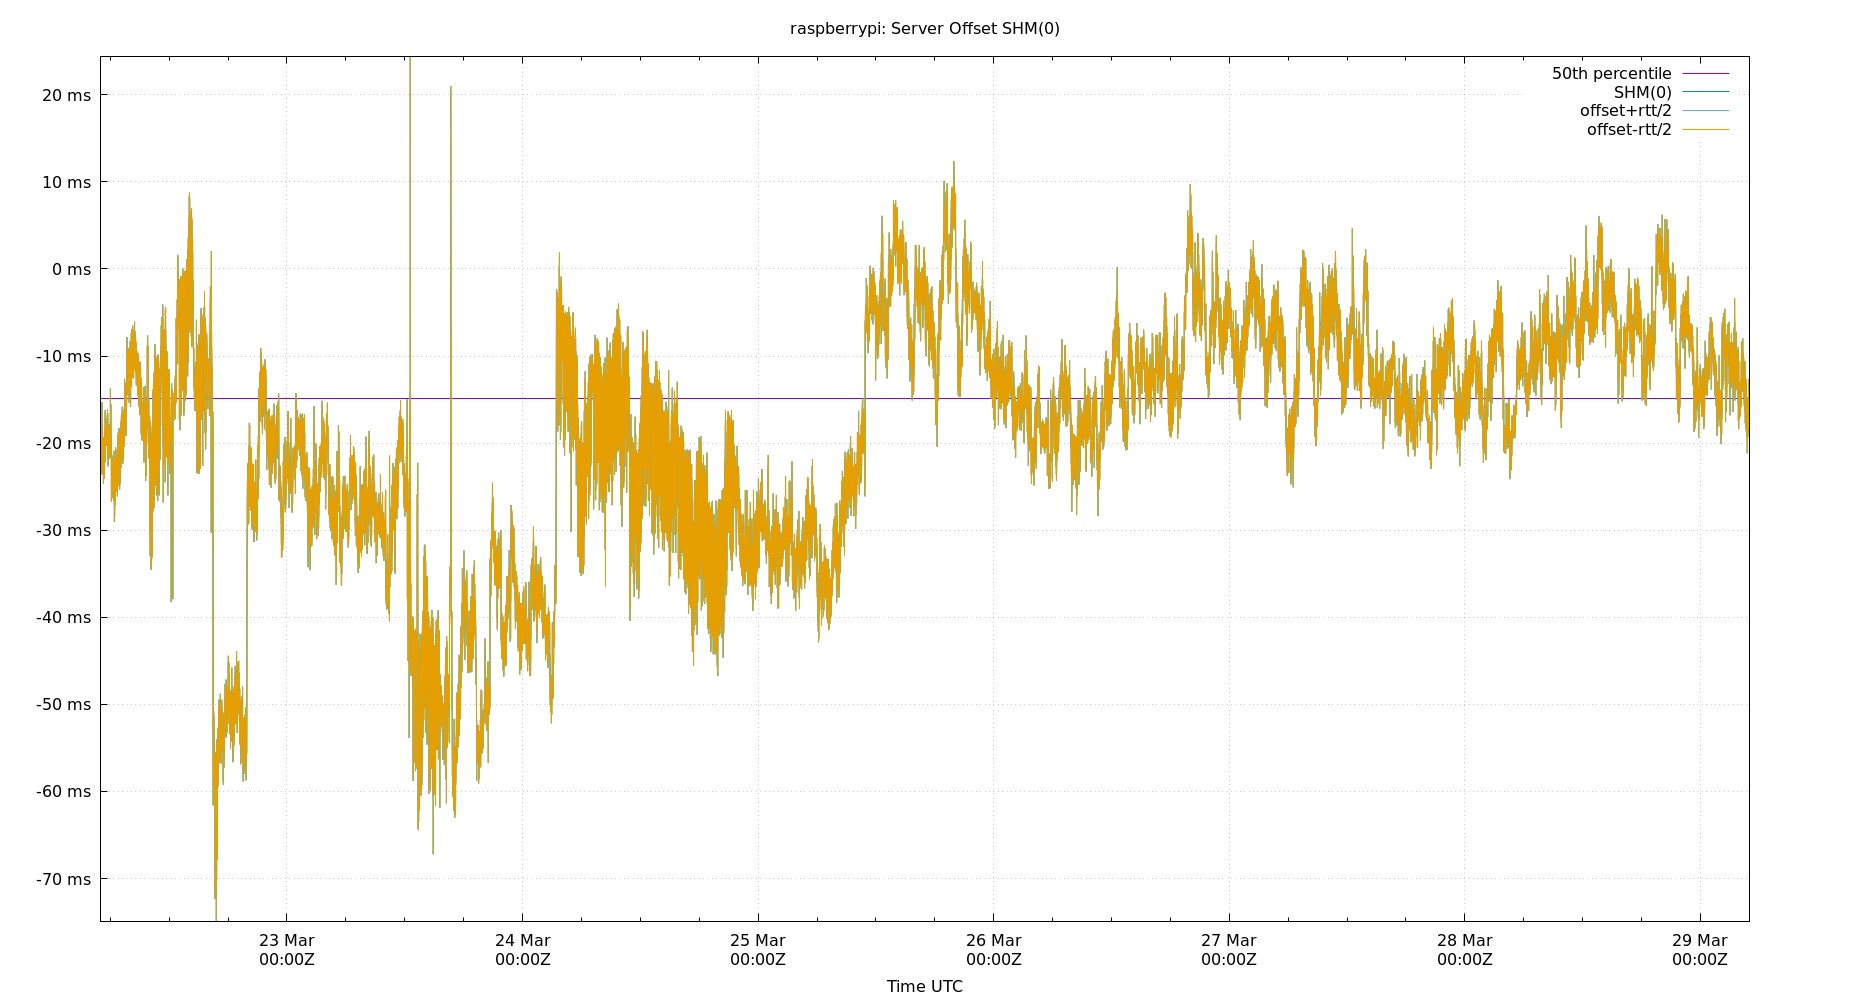 raspberrypi: Server Offset SHM(0)
50th percentile
SHM(0)
offset+rtt/2
offset-rtt/2
20 ms
10 ms
0 ms
-10 ms
-20 ms
-30 ms
-40 ms
-50 ms
-60 ms
-70 ms
23 Mar 24 Mar 25 Mar 26 Mar 27 Mar 28 Mar 29 Mar
00:00Z 00:00Z 00:00Z 00:00Z 00:00Z 00:00Z 00:00Z
Time UTC